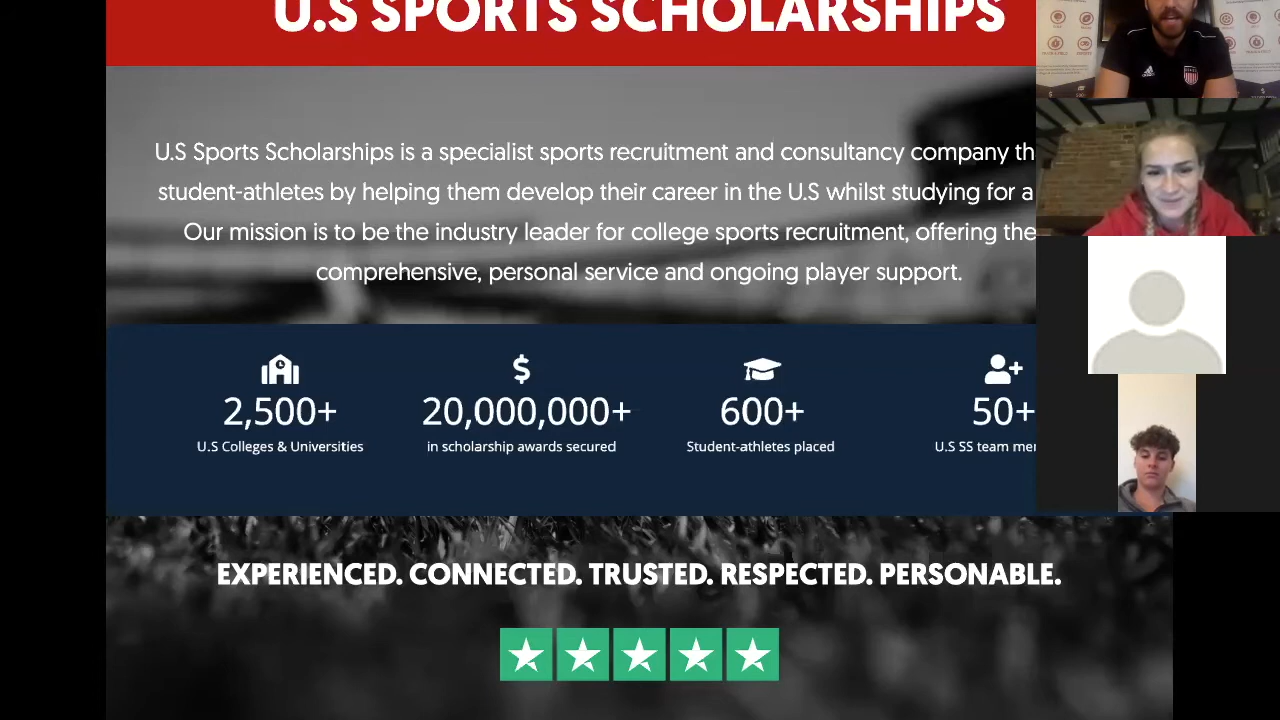 U.S SPORTS SCHOLARSHIPS
U.S Sports Scholarships is a specialist sports recruitment and consultancy company th
student-athletes by helping them develop their career in the U.S whilst studying for a
Our mission is to be the industry leader for college sports recruitment, offering the
comprehensive, personal service and ongoing player support.
2,500+ 20,000,000+ 600+ 50+
U.S Colleges & Universities in scholarship awards secured Student-athletes placed U.S SS team mem
EXPERIENCED. CONNECTED. TRUSTED. RESPECTED. PERSONABLE.